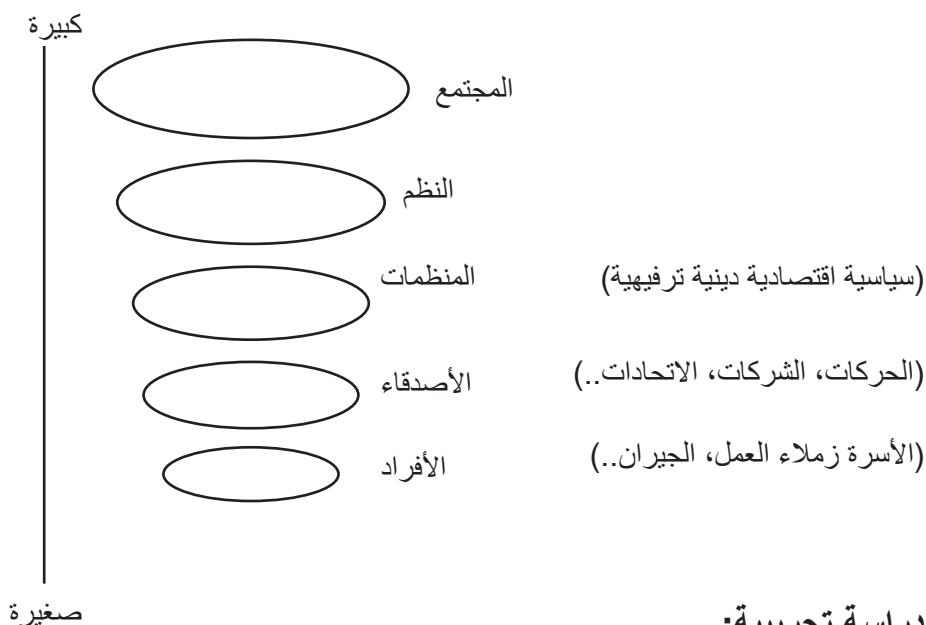 كبيرة
المجتمع
النظم
المنظمات (سياسية اقتصادية دينية ترفيهية)
الأصدقاء (الحركات، الشركات، الاتحادات..)
الأفراد (الأسرة زملاء العمل، الجيران..)
صغيرة